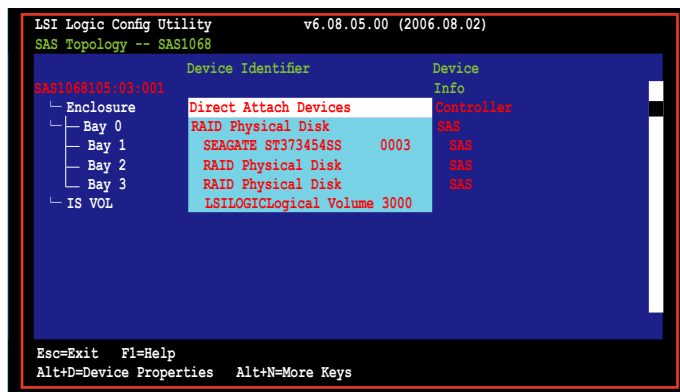 LSI Logic Config Utility v6.08.05.00 (2006.08.02)
SAS Topology -- SAS1068
Device Identifier Device
SAS1068105:03:001 Info
Enclosure Direct Attach Devices Controller
Bay 0 RAID Physical Disk SAS
Bay 1 SEAGATE ST373454SS 0003 SAS
Bay 2 RAID Physical Disk SAS
Bay 3 RAID Physical Disk SAS
IS VOL LSILOGICLogical Volume 3000
Esc=Exit F1=Help
Alt+D=Device Properties Alt+N=More Keys